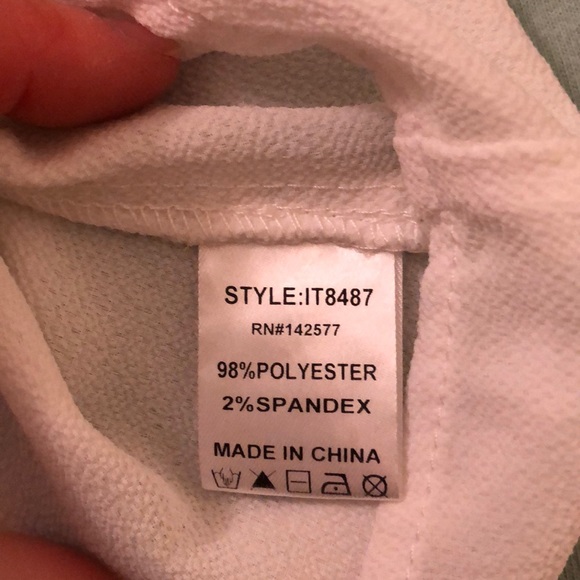 STYLE:IT8487
RN#142577
98%POLYESTER
2%SPANDEX
MADE IN CHINA